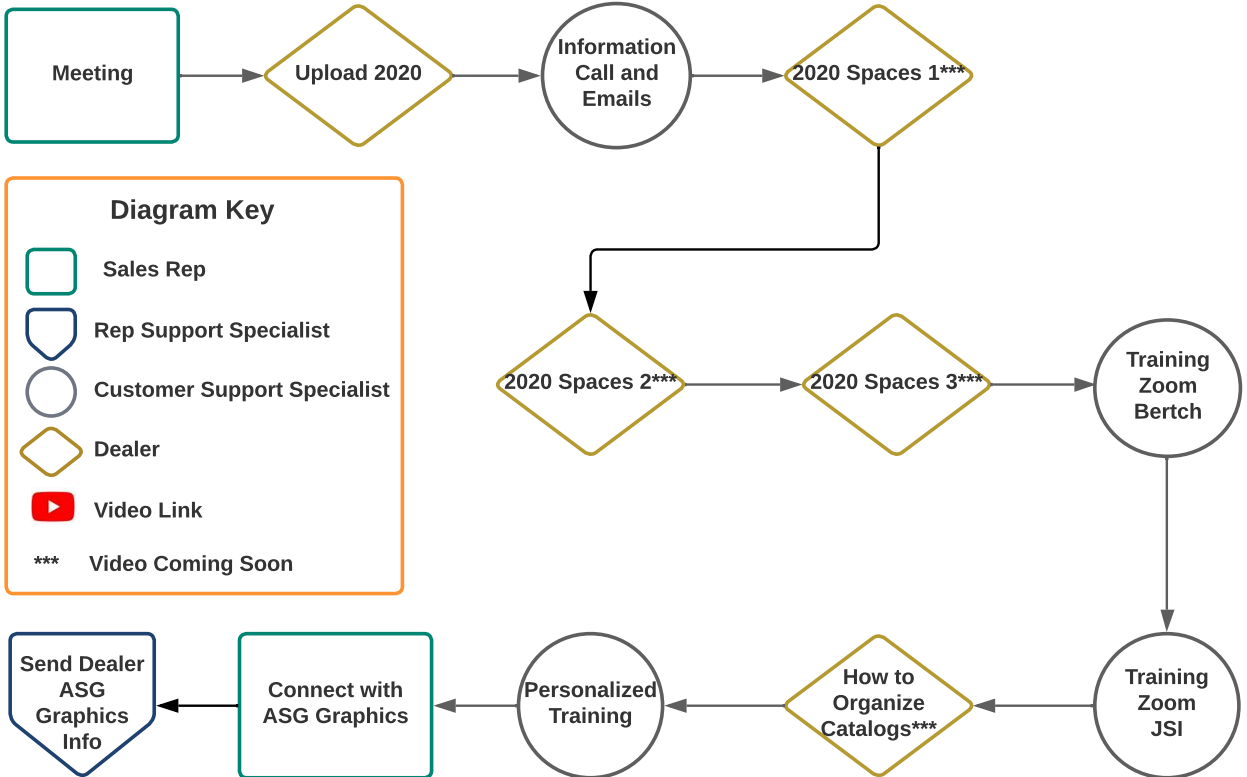 Meeting
Upload 2020
Information
Call and
Emails
2020 Spaces 1***
Diagram Key
Sales Rep
Rep Support Specialist
Customer Support Specialist
Dealer
Video Link
*** Video Coming Soon
2020 Spaces 2***
2020 Spaces 3***
Training
Zoom
Bertch
Training
Zoom
JSI
How to
Organize
Catalogs***
Personalized
Training
Connect with
ASG Graphics
Send Dealer
ASG
Graphics
Info